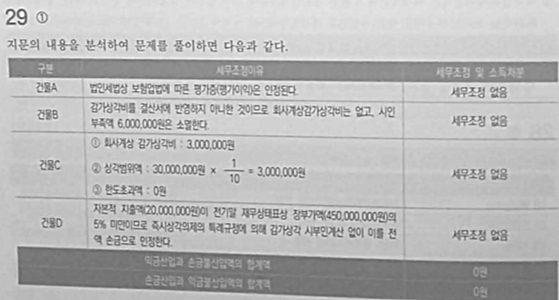 29 ①
지문의 내용을 분석하여 문제를 풀이하면 다음과 같다.
구분 세무조정이유 세무조정 및 소득처분
건물A 법인세법상 보험업법에 따른 평가증(평가이익)은 인정된다. 세무조정 없음
건물B 감가상각비를 결산서에 반영하지 아니한 것이므로 회사계상감가상각비는 없고, 시인
부족액 6,000,000원은 소멸한다. 세무조정 없음
건물C ① 회사계상 감가상각비 : 3,000,000원
② 상각범위액 : 30,000,000원 × 1/10 = 3,000,000원 세무조정 없음
③ 한도초과액 : 0원
건물D 자본적 지출액(20,000,000원)이 전기말 재무상태표상 장부가액(450,000,000원)의
5% 미만이므로 즉시상각의제의 특례규정에 의해 감가상각 시부인계산 없이 이를 전
액 손금으로 인정한다. 세무조정 없음
익금산입과 손금불산입액의 합계액 0원
손금산입과 익금불산입액의 합계액 0원